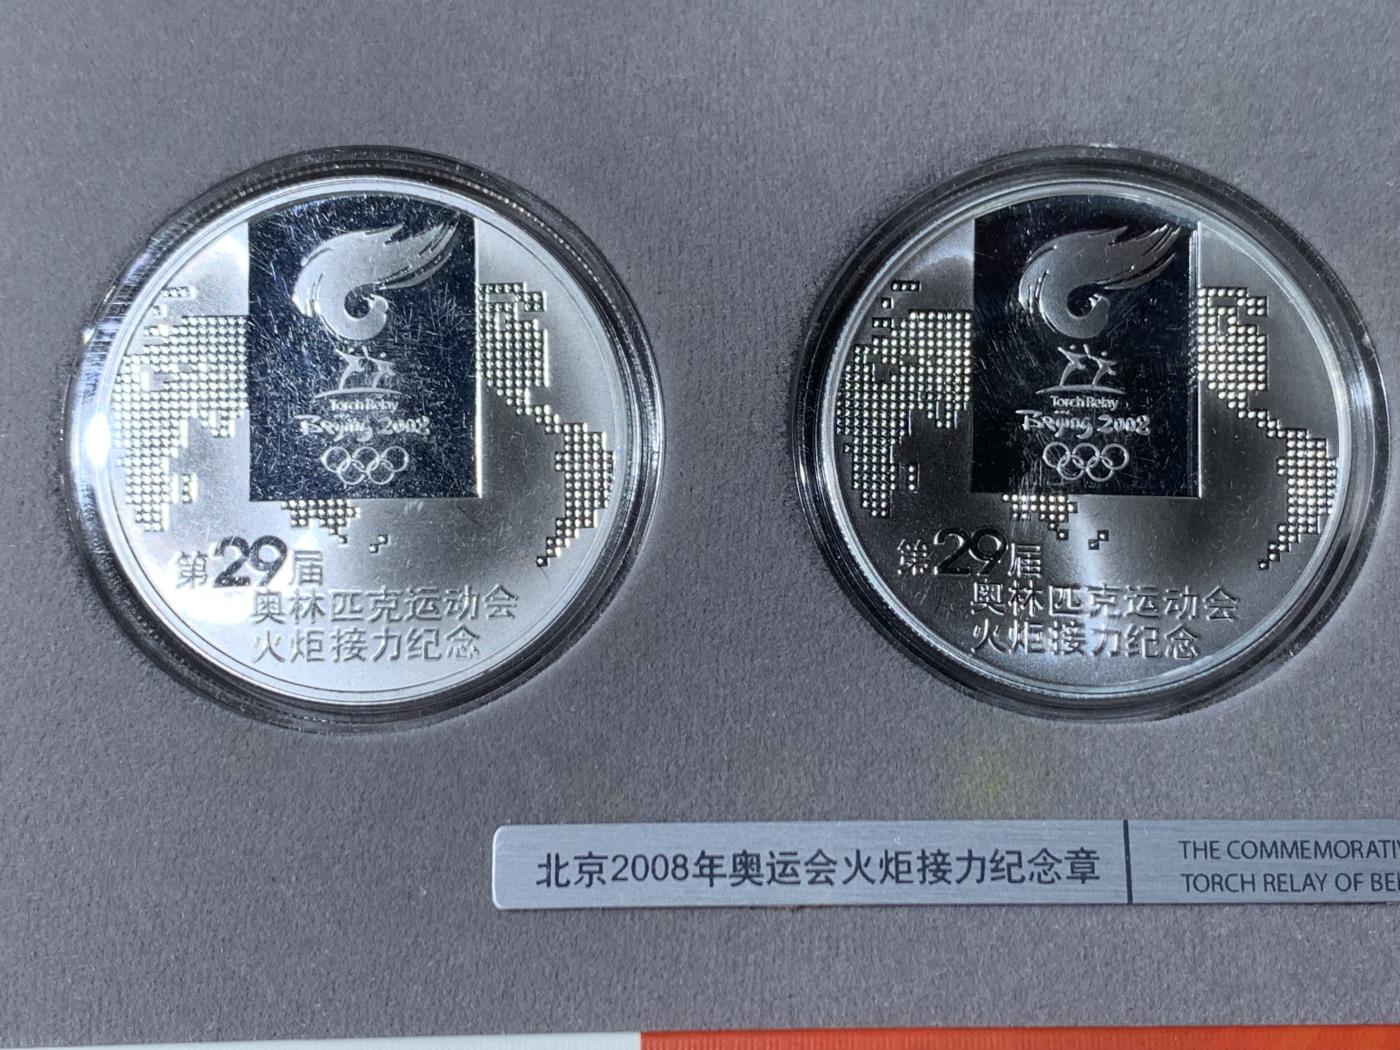 Torch Relay
Beijing 2008
第29届
奥林匹克运动会
火炬接力纪念
Torch Relay
Beijing 2008
第29届
奥林匹克运动会
火炬接力纪念
北京2008年奥运会火炬接力纪念章
THE COMMEMORATIV
TORCH RELAY OF BEI